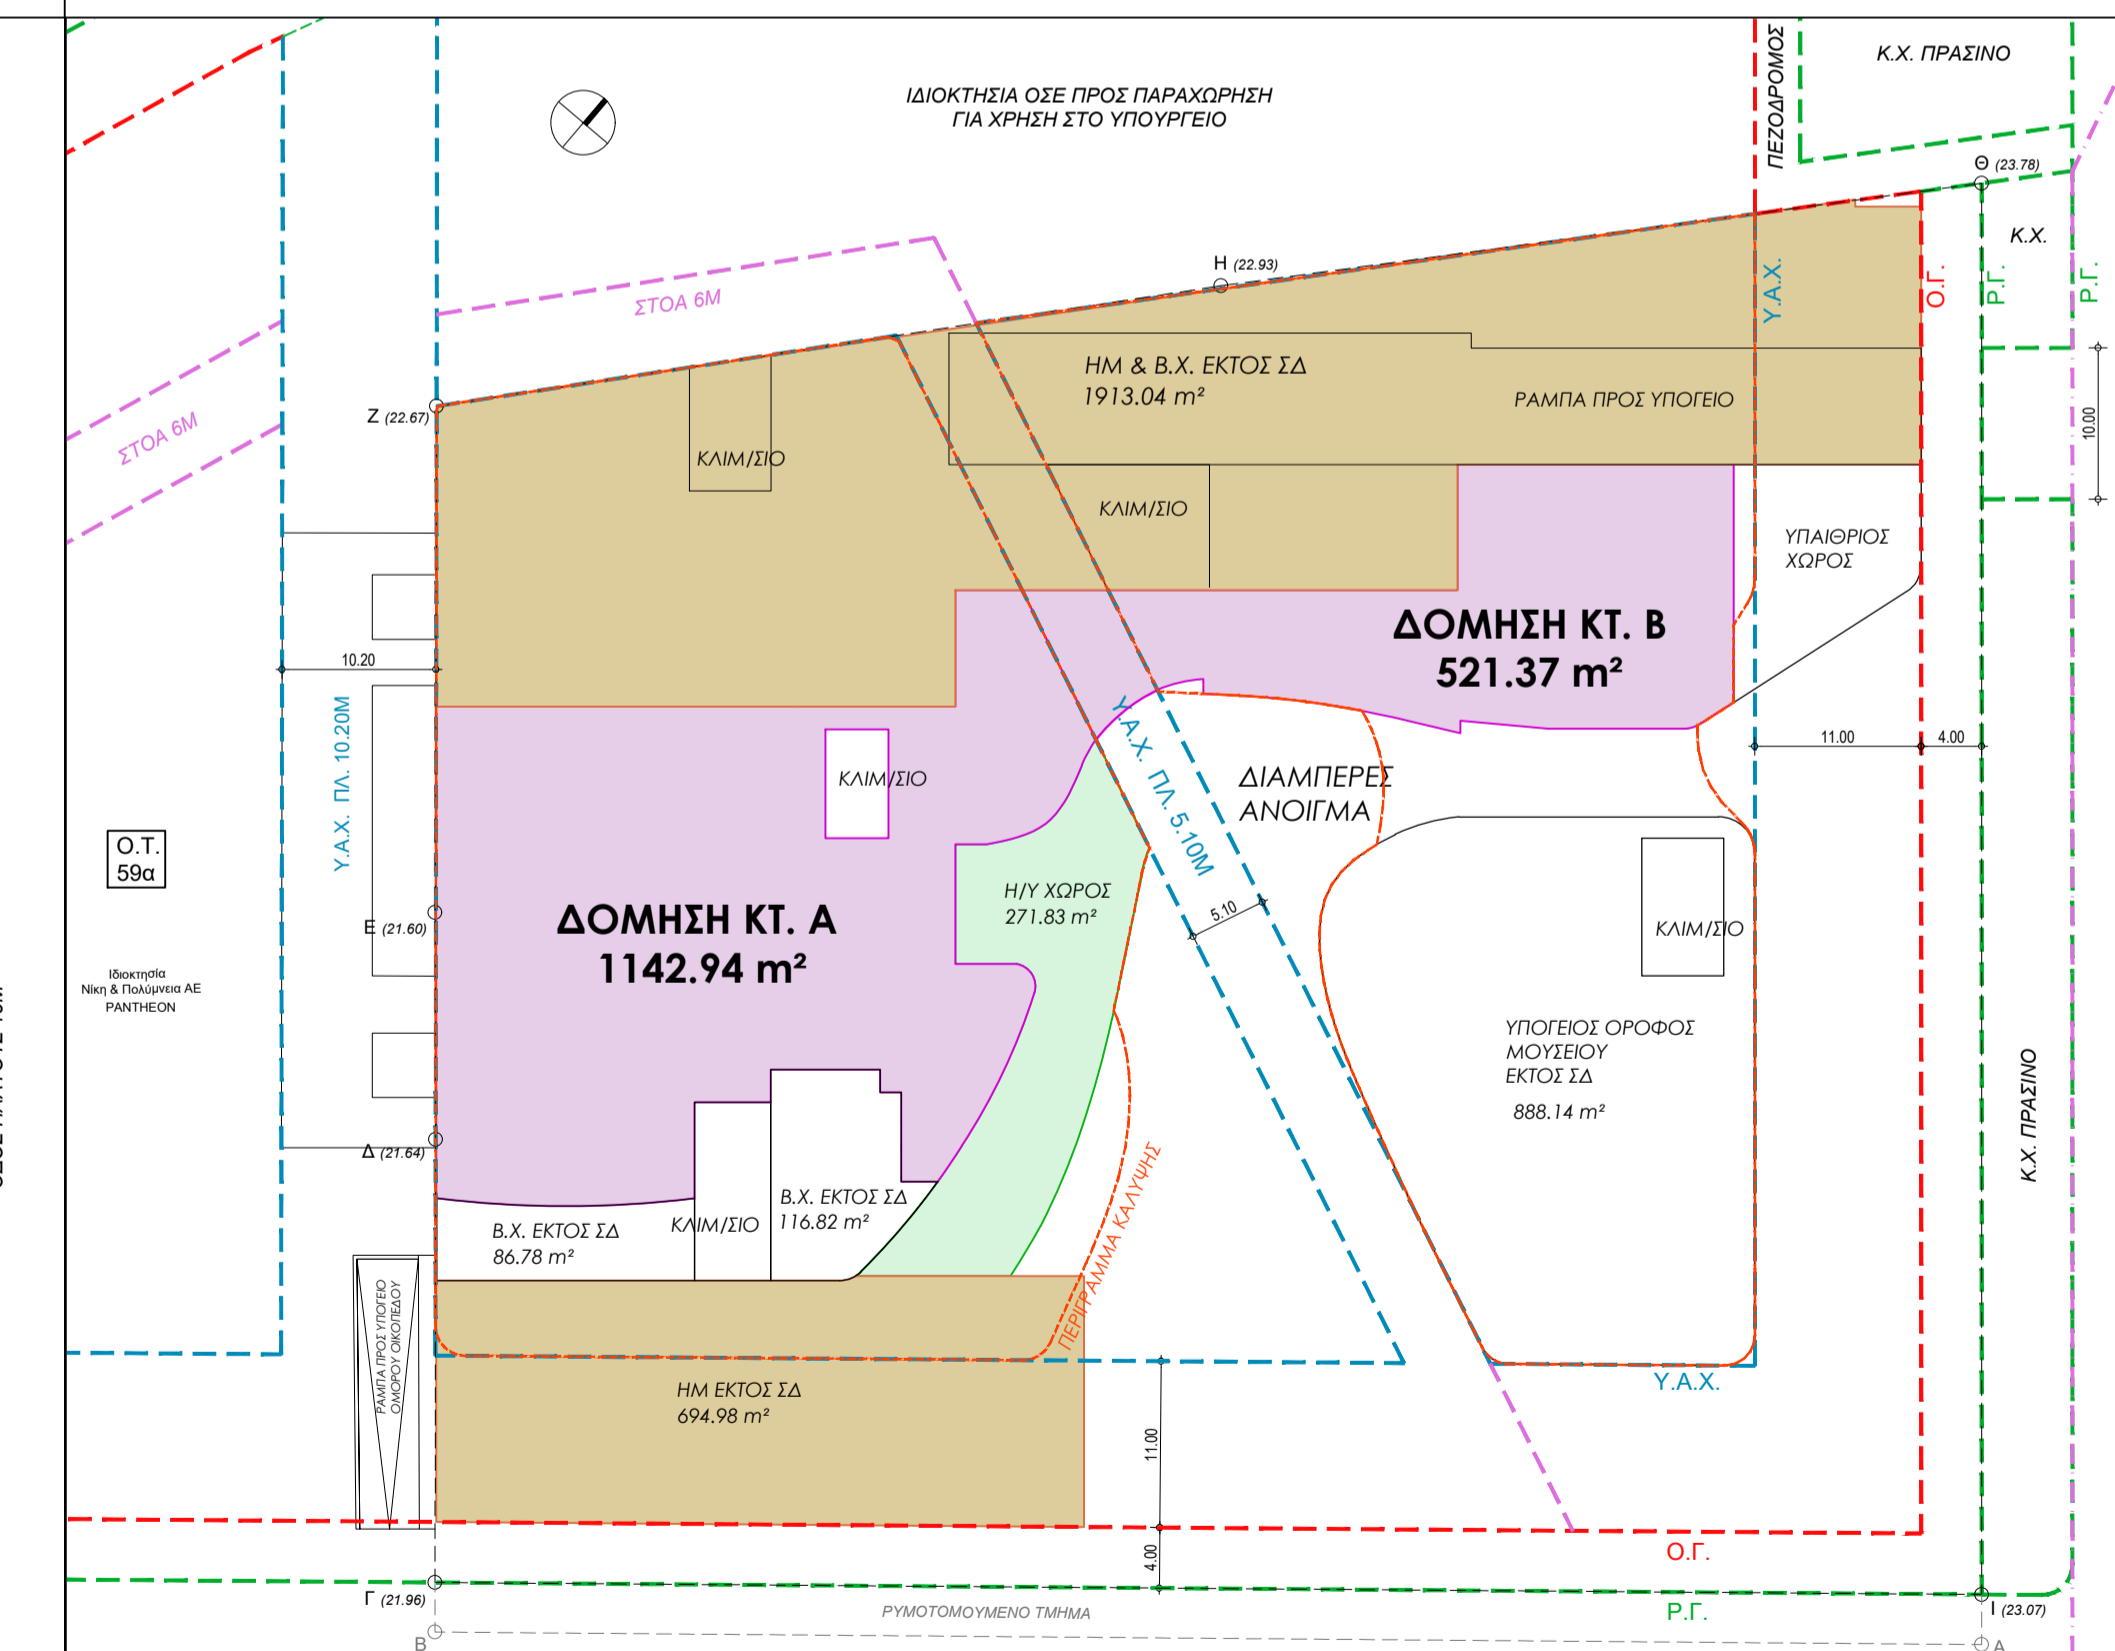 ΠΕΖΟΔΡΟΜΟΣ
Κ.Χ. ΠΡΑΣΙΝΟ
ΙΔΙΟΚΤΗΣΙΑ ΟΣΕ ΠΡΟΣ ΠΑΡΑΧΩΡΗΣΗ
ΓΙΑ ΧΡΗΣΗ ΣΤΟ ΥΠΟΥΡΓΕΙΟ
Θ (23.78)
Κ.Χ.
Η (22.93)
Υ.Α.Χ.
Ο.Γ.
Ρ.Γ.
Ρ.Γ.
ΣΤΟΑ 6Μ
ΣΤΟΑ 6Μ
Ζ (22.67)
ΗΜ & Β.Χ. ΕΚΤΟΣ ΣΔ
1913.04 m²
ΡΑΜΠΑ ΠΡΟΣ ΥΠΟΓΕΙΟ
10.00
ΚΛΙΜ/ΣΙΟ
ΚΛΙΜ/ΣΙΟ
ΥΠΑΙΘΡΙΟΣ
ΧΩΡΟΣ
ΔΟΜΗΣΗ ΚΤ. Β
521.37 m²
10.20
Υ.Α.Χ. ΠΛ. 10.20Μ
Υ.Α.Χ. ΠΛ. 5.10Μ
11.00
4.00
ΚΛΙΜ/ΣΙΟ
ΔΙΑΜΠΕΡΕΣ
ΑΝΟΙΓΜΑ
Ο.Τ.
59α
Η/Υ ΧΩΡΟΣ
271.83 m²
5.10
ΔΟΜΗΣΗ ΚΤ. Α
1142.94 m²
Ε (21.60)
ΚΛΙΜ/ΣΙΟ
Ιδιοκτησία
Νίκη & Πολύμνεια ΑΕ
PANTHEON
ΥΠΟΓΕΙΟΣ ΟΡΟΦΟΣ
ΜΟΥΣΕΙΟΥ
ΕΚΤΟΣ ΣΔ
888.14 m²
Κ.Χ. ΠΡΑΣΙΝΟ
Δ (21.64)
Β.Χ. ΕΚΤΟΣ ΣΔ
116.82 m²
ΚΛΙΜ/ΣΙΟ
Β.Χ. ΕΚΤΟΣ ΣΔ
86.78 m²
ΠΕΡΙΓΡΑΜΜΑ ΚΑΛΥΨΗΣ
ΡΑΜΠΑ ΠΡΟΣ ΥΠΟΓΕΙΟ
ΟΜΟΡΟΥ ΟΙΚΟΠΕΔΟΥ
ΗΜ ΕΚΤΟΣ ΣΔ
694.98 m²
Υ.Α.Χ.
11.00
4.00
Ο.Γ.
Γ (21.96)
ΡΥΜΟΤΟΜΟΥΜΕΝΟ ΤΜΗΜΑ
Ρ.Γ.
Ι (23.07)
Β
Α